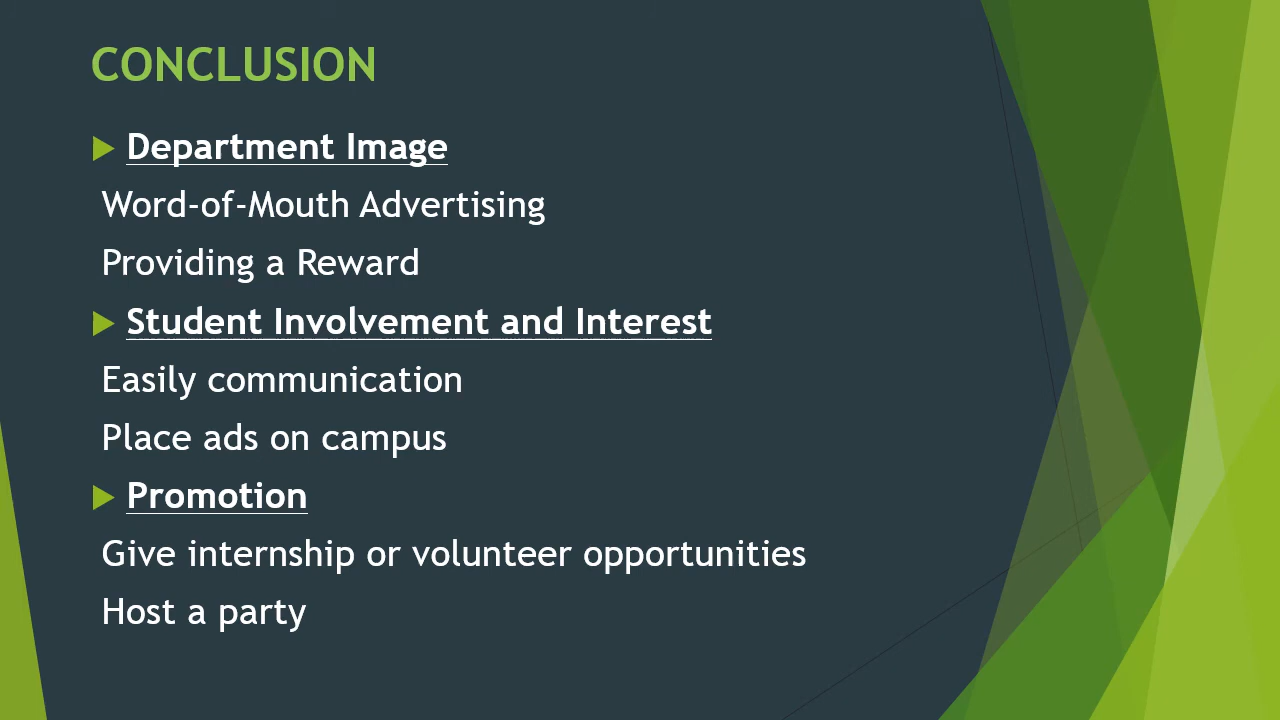 CONCLUSION
Department Image
Word-of-Mouth Advertising
Providing a Reward
Student Involvement and Interest
Easily communication
Place ads on campus
Promotion
Give internship or volunteer opportunities
Host a party